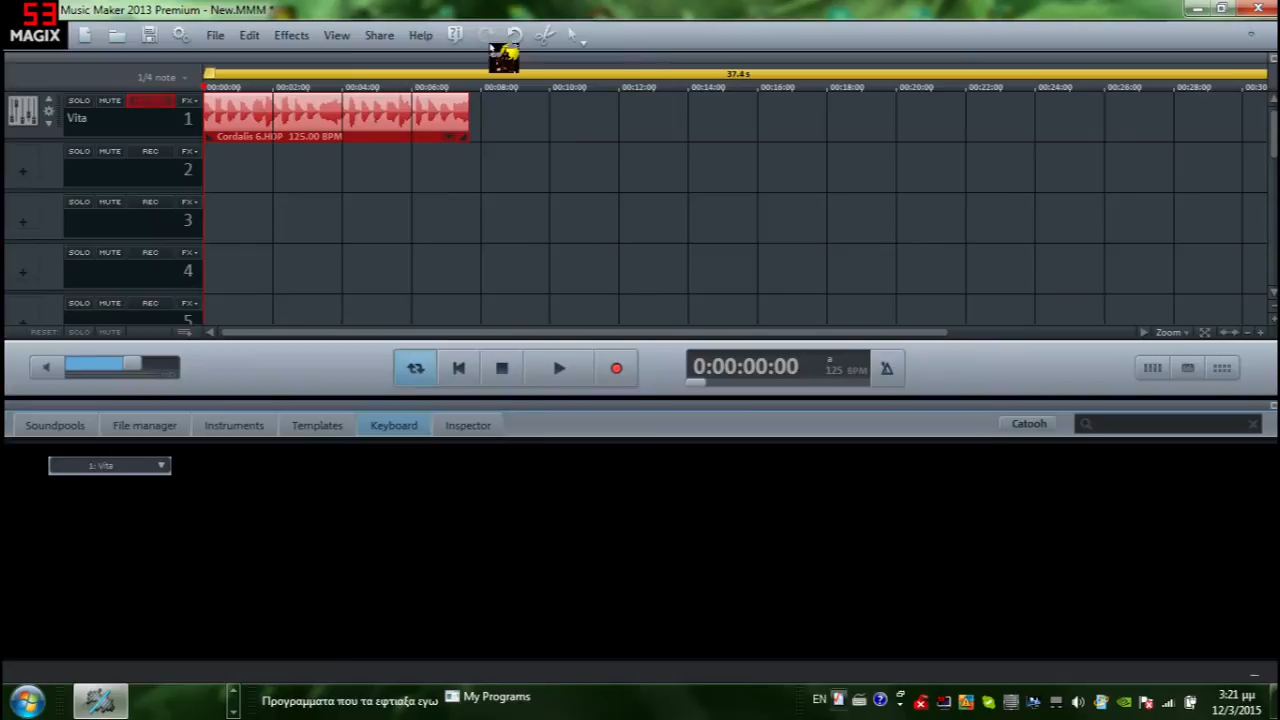 53
Music Maker 2013 Premium - New.MMM *
MAGIX File Edit Effects View Share Help
1/4 note 37.4 s
00:00:00 00:02:00 00:04:00 00:06:00 00:08:00 00:10:00 00:12:00 00:14:00 00:16:00 00:18:00 00:20:00 00:22:00 00:24:00 00:26:00 00:28:00 00:30
SOLO MUTE FX
Vita 1
Cordalis 6.HDP 125.00 BPM
SOLO MUTE REC FX
2
SOLO MUTE REC FX
3
SOLO MUTE REC FX
4
SOLO MUTE REC FX
5
RESET: SOLO MUTE Zoom
0:00:00:00 a
125 BPM
Soundpools File manager Instruments Templates Keyboard Inspector Catooh
1: Vita
Προγραμματα που τα εφτιαξα εγω My Programs EN 3:21 μμ
12/3/2015